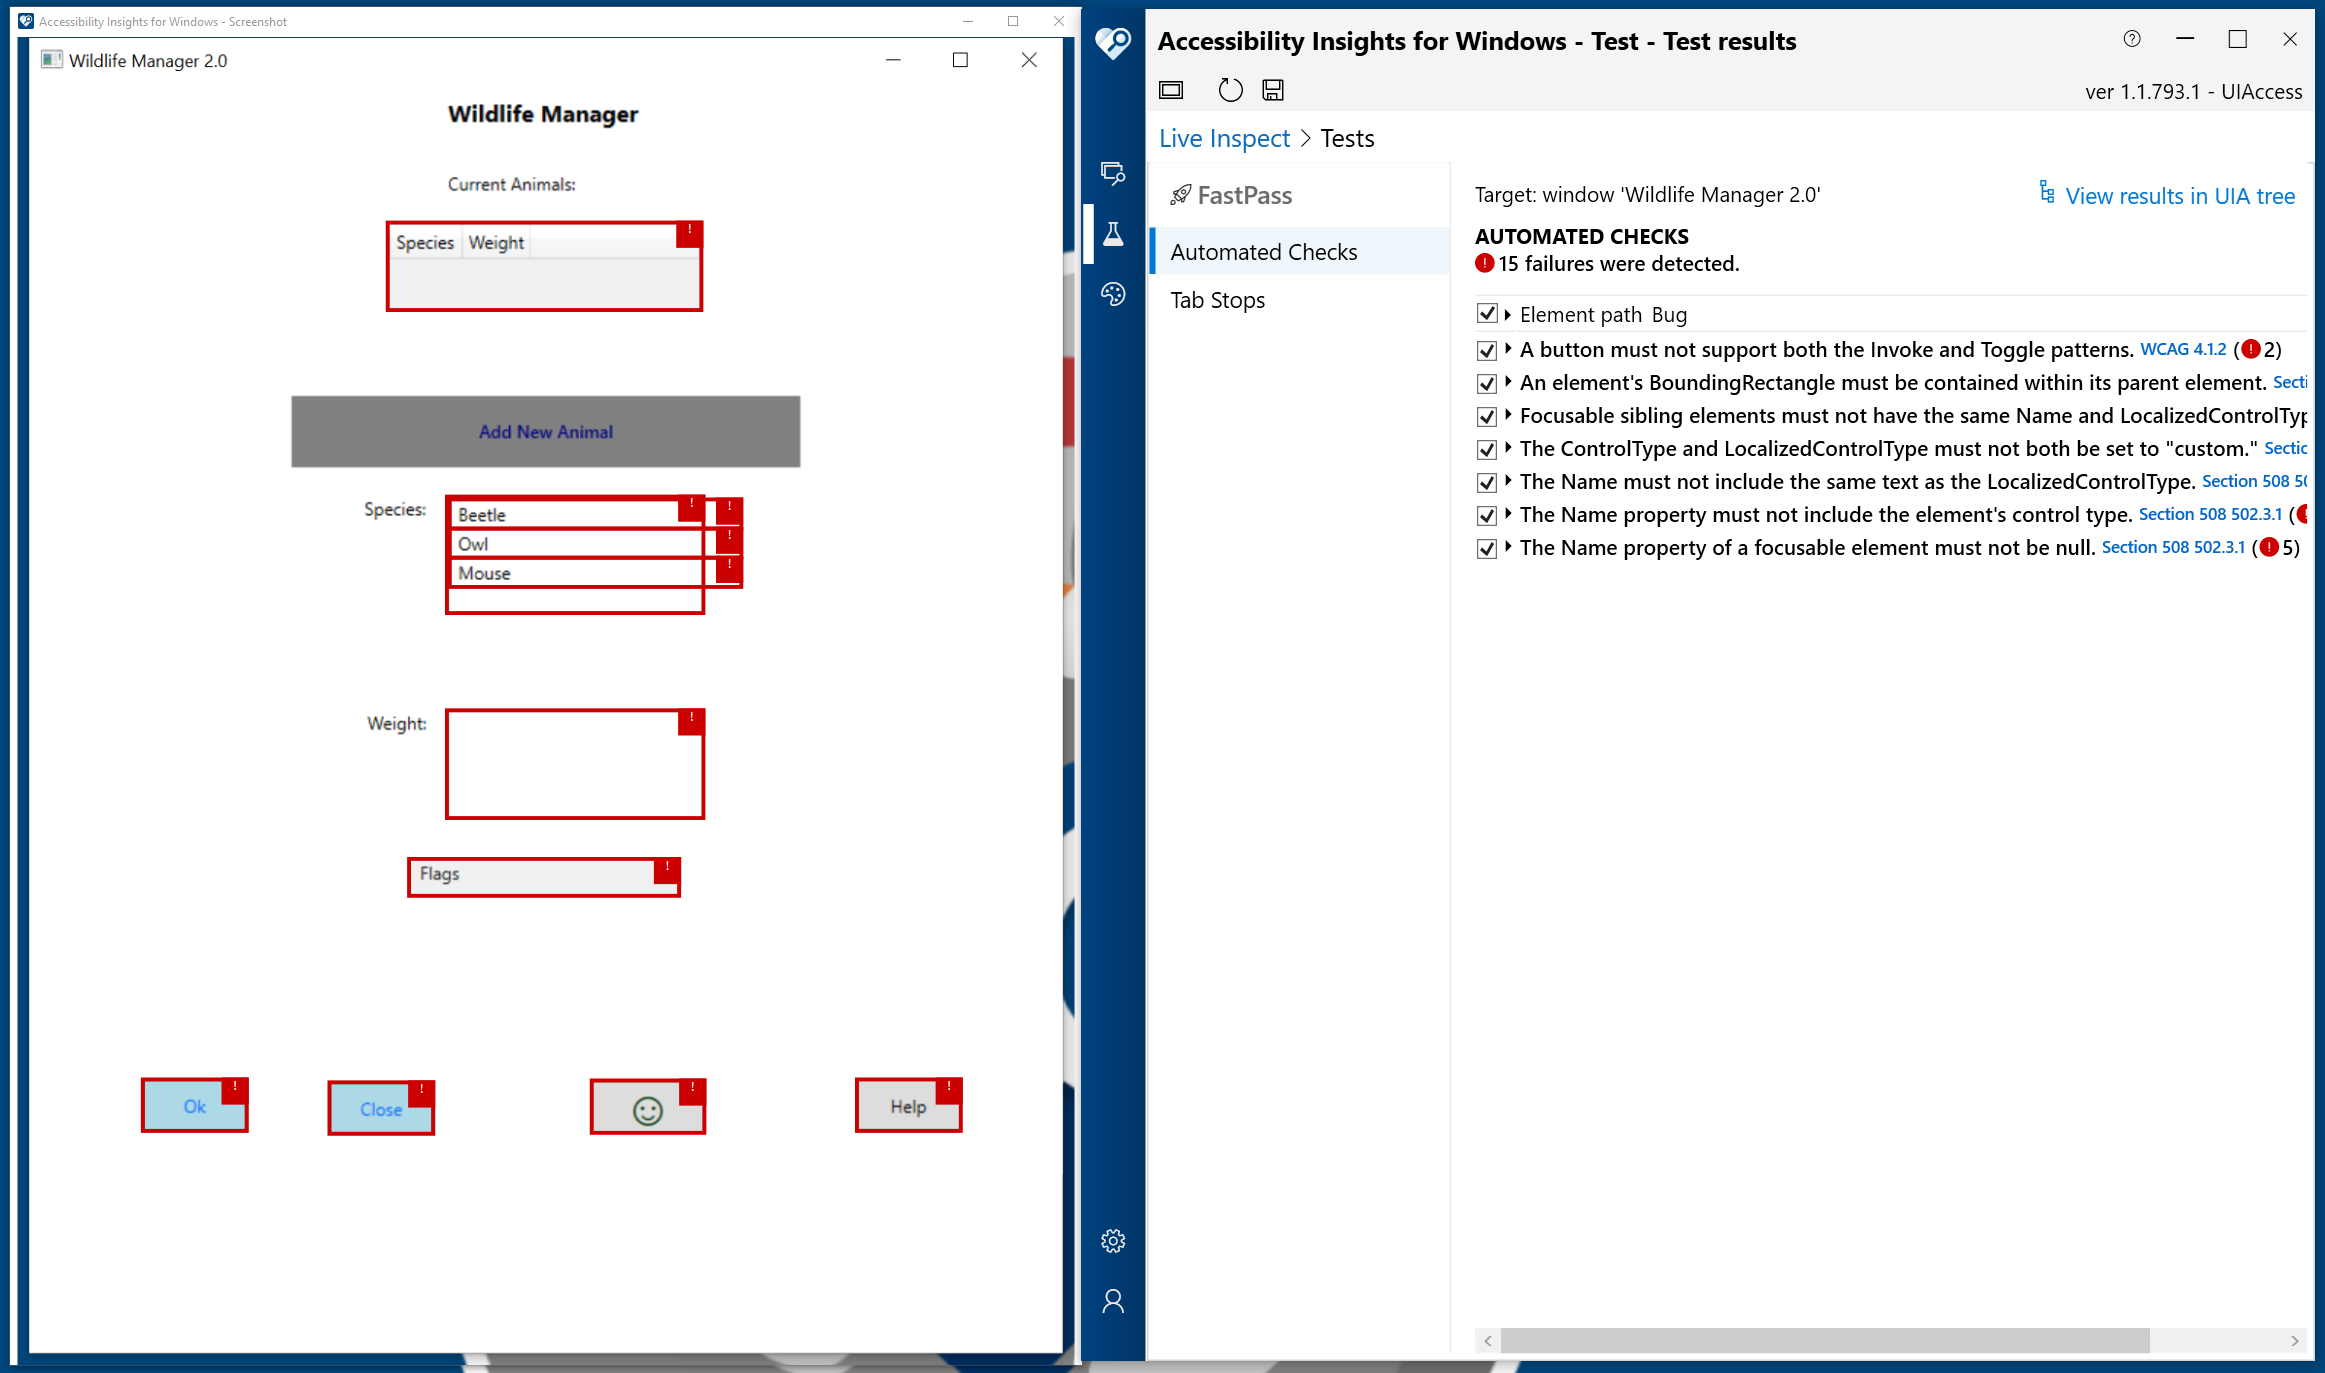 Accessibility Insights for Windows - Screenshot
Wildlife Manager 2.0
Wildlife Manager
Current Animals:
Species Weight
!
Add New Animal
Species:
Beetle
!
!
Owl
!
Mouse
!
Weight:
!
Flags
!
Ok
!
Close
!
!
Help
!
Accessibility Insights for Windows - Test - Test results
ver 1.1.793.1 - UIAccess
Live Inspect > Tests
FastPass
Automated Checks
Tab Stops
Target: window 'Wildlife Manager 2.0'
View results in UIA tree
AUTOMATED CHECKS
! 15 failures were detected.
Element path Bug
A button must not support both the Invoke and Toggle patterns. WCAG 4.1.2 (! 2)
An element's BoundingRectangle must be contained within its parent element. Secti
Focusable sibling elements must not have the same Name and LocalizedControlTyp
The ControlType and LocalizedControlType must not both be set to "custom." Sectio
The Name must not include the same text as the LocalizedControlType. Section 508 50
The Name property must not include the element's control type. Section 508 502.3.1 (
The Name property of a focusable element must not be null. Section 508 502.3.1 (! 5)